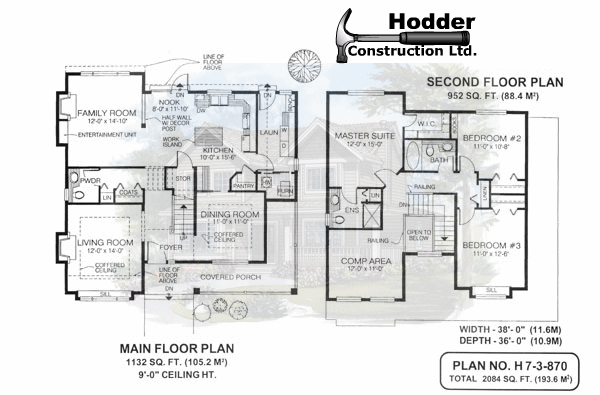 Hodder
Construction Ltd.
SECOND FLOOR PLAN
952 SQ. FT. (88.4 M²)
LINE OF
FLOOR
ABOVE
DN
DN
NOOK
8'-0" x 11'-10"
DW
FAMILY ROOM
12'-0" x 14'-10"
ENTERTAINMENT UNIT
HALF WALL
W/ DECOR
POST
WORK
ISLAND
KITCHEN
10'-0" x 15'-6"
LAUN
W
D
PWDR
LIN
COATS
STOR
PANTRY
FURN
DINING ROOM
11'-0" x 11'-0"
COFFERED
CEILING
UP
LIVING ROOM
12'-0" x 14'-0"
COFFERED
CEILING
FOYER
LINE OF
FLOOR
ABOVE
COVERED PORCH
SILL
DN
MAIN FLOOR PLAN
1132 SQ. FT. (105.2 M²)
9'-0" CEILING HT.
MASTER SUITE
12'-0" x 15'-0"
W.I.C.
BEDROOM #2
11'-0" x 10'-8"
BATH
RAILING
LIN
LINEN
ENS
DN
RAILING
OPEN TO
BELOW
COMP AREA
12'-0" x 11'-0"
BEDROOM #3
11'-0" x 12'-6"
SILL
WIDTH - 38'- 0" (11.6M)
DEPTH - 36'- 0" (10.9M)
PLAN NO. H 7-3-870
TOTAL 2084 SQ. FT. (193.6 M²)